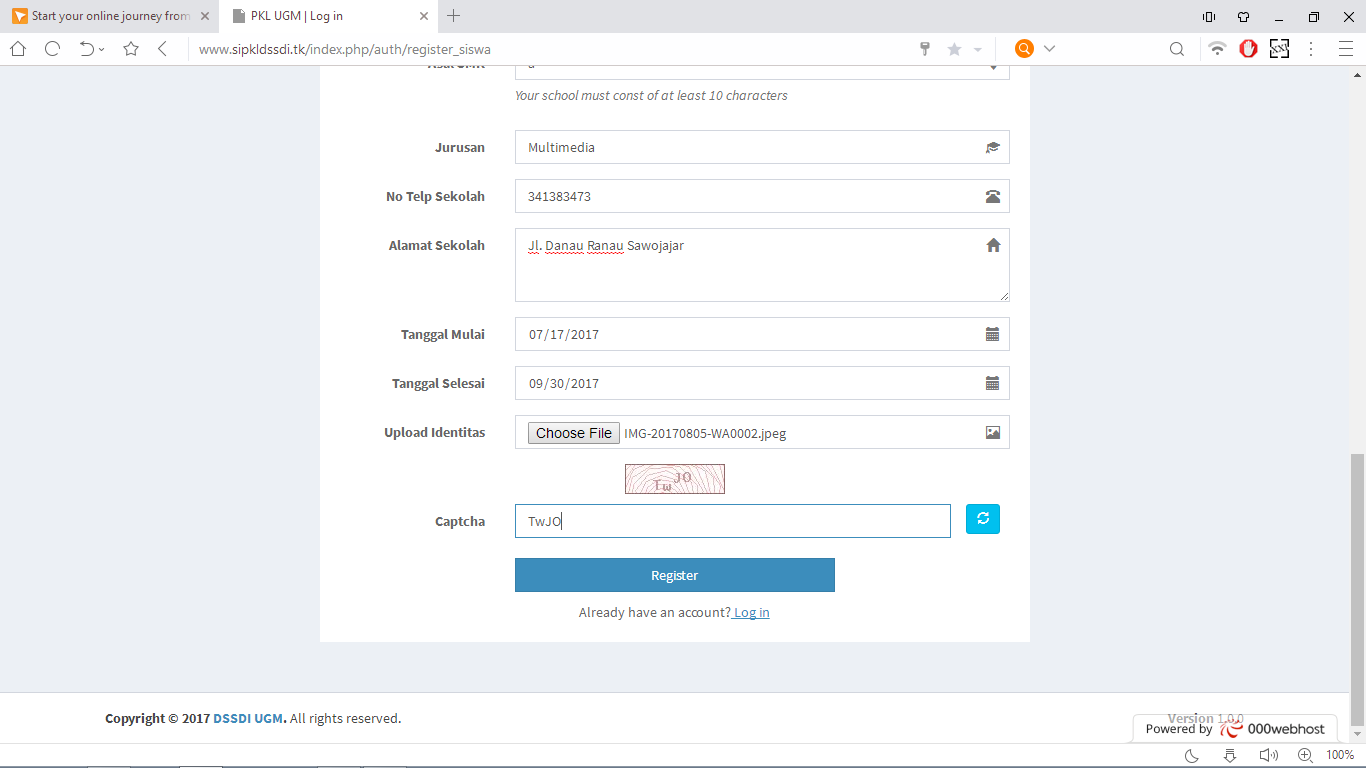 Start your online journey from
PKL UGM | Log in
www.sipkldssdi.tk/index.php/auth/register_siswa
Asal SMK
Your school must const of at least 10 characters
Jurusan
Multimedia
No Telp Sekolah
341383473
Alamat Sekolah
Jl. Danau Ranau Sawojajar
Tanggal Mulai
07/17/2017
Tanggal Selesai
09/30/2017
Upload Identitas
Choose File IMG-20170805-WA0002.jpeg
TwJO
Captcha
TwJO
Register
Already have an account? Log in
Copyright © 2017 DSSDI UGM. All rights reserved.
Version 1.0.0
Powered by 000webhost
100%